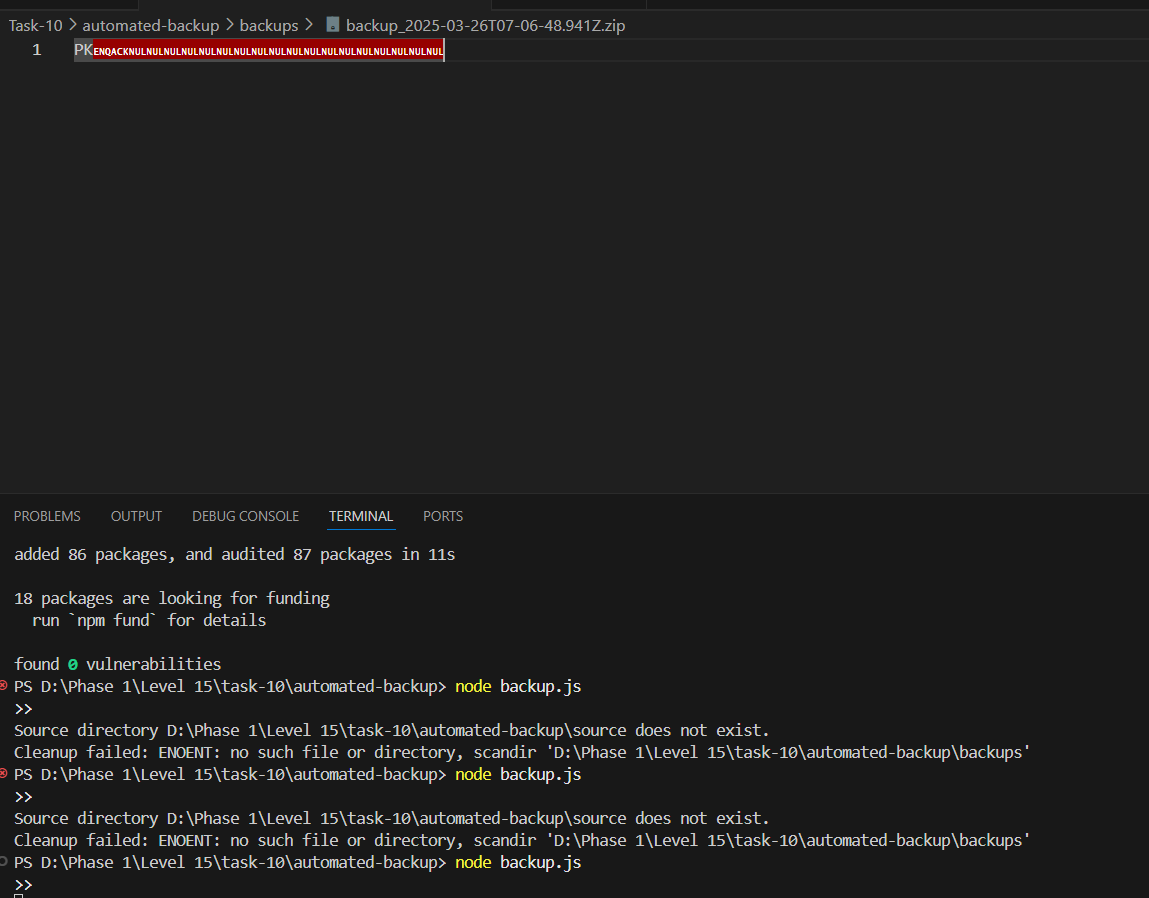 Task-10 > automated-backup > backups > backup_2025-03-26T07-06-48.941Z.zip
1 PKENQACKNULNULNULNULNULNULNULNULNULNULNULNULNULNULNULNULNULNUL
PROBLEMS OUTPUT DEBUG CONSOLE TERMINAL PORTS
added 86 packages, and audited 87 packages in 11s
18 packages are looking for funding
run `npm fund` for details
found 0 vulnerabilities
PS D:\Phase 1\Level 15\task-10\automated-backup> node backup.js
>>
Source directory D:\Phase 1\Level 15\task-10\automated-backup\source does not exist.
Cleanup failed: ENOENT: no such file or directory, scandir 'D:\Phase 1\Level 15\task-10\automated-backup\backups'
PS D:\Phase 1\Level 15\task-10\automated-backup> node backup.js
>>
Source directory D:\Phase 1\Level 15\task-10\automated-backup\source does not exist.
Cleanup failed: ENOENT: no such file or directory, scandir 'D:\Phase 1\Level 15\task-10\automated-backup\backups'
PS D:\Phase 1\Level 15\task-10\automated-backup> node backup.js
>>